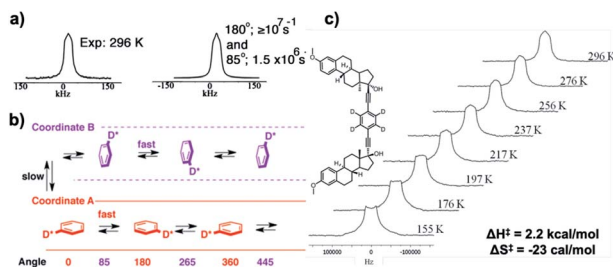 a)
Exp: 296 K
150
150
kHz
180°; ≥10⁷ s⁻¹
and
85°; 1.5 x10⁶ s⁻¹
-150
150
kHz
b)
Coordinate B
D*
fast
D*
D*
slow
Coordinate A
fast
D*
D*
D*
Angle
0
85
180
265
360
445
c)
O
OH
D
D
D
D
OH
O
H
H
H
H
H
H
296 K
276 K
256 K
237 K
217 K
197 K
176 K
155 K
100000
0
-100000
Hz
ΔH‡ = 2.2 kcal/mol
ΔS‡ = -23 cal/mol